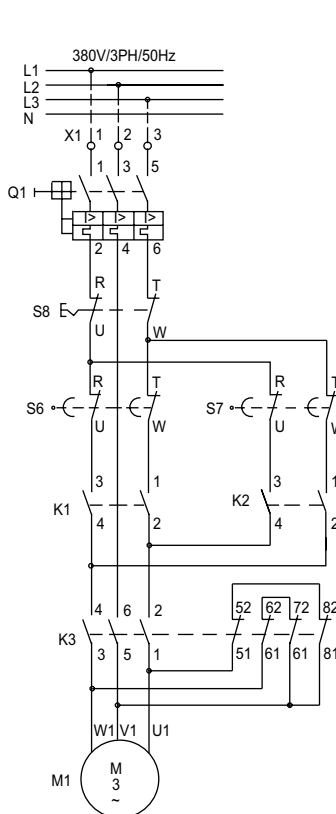 380V/3PH/50Hz
L1
L2
L3
N
X1 1 2 3
1 3 5
Q1
I> I> I>
2 4 6
R T
S8
U W
R T R T
S6 S7
U W U W
3 1 3 1
K1 K2
4 2 4 2
4 6 2 52 62 72 82
K3
3 5 1 51 61 61 81
W1 V1 U1
M1 M
3
~